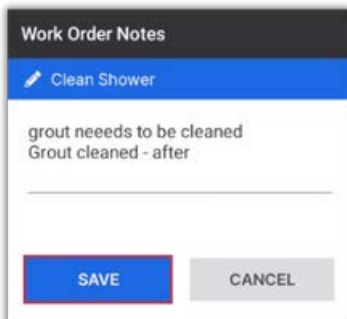 Work Order Notes
Clean Shower
grout neeeds to be cleaned
Grout cleaned - after
SAVE
CANCEL